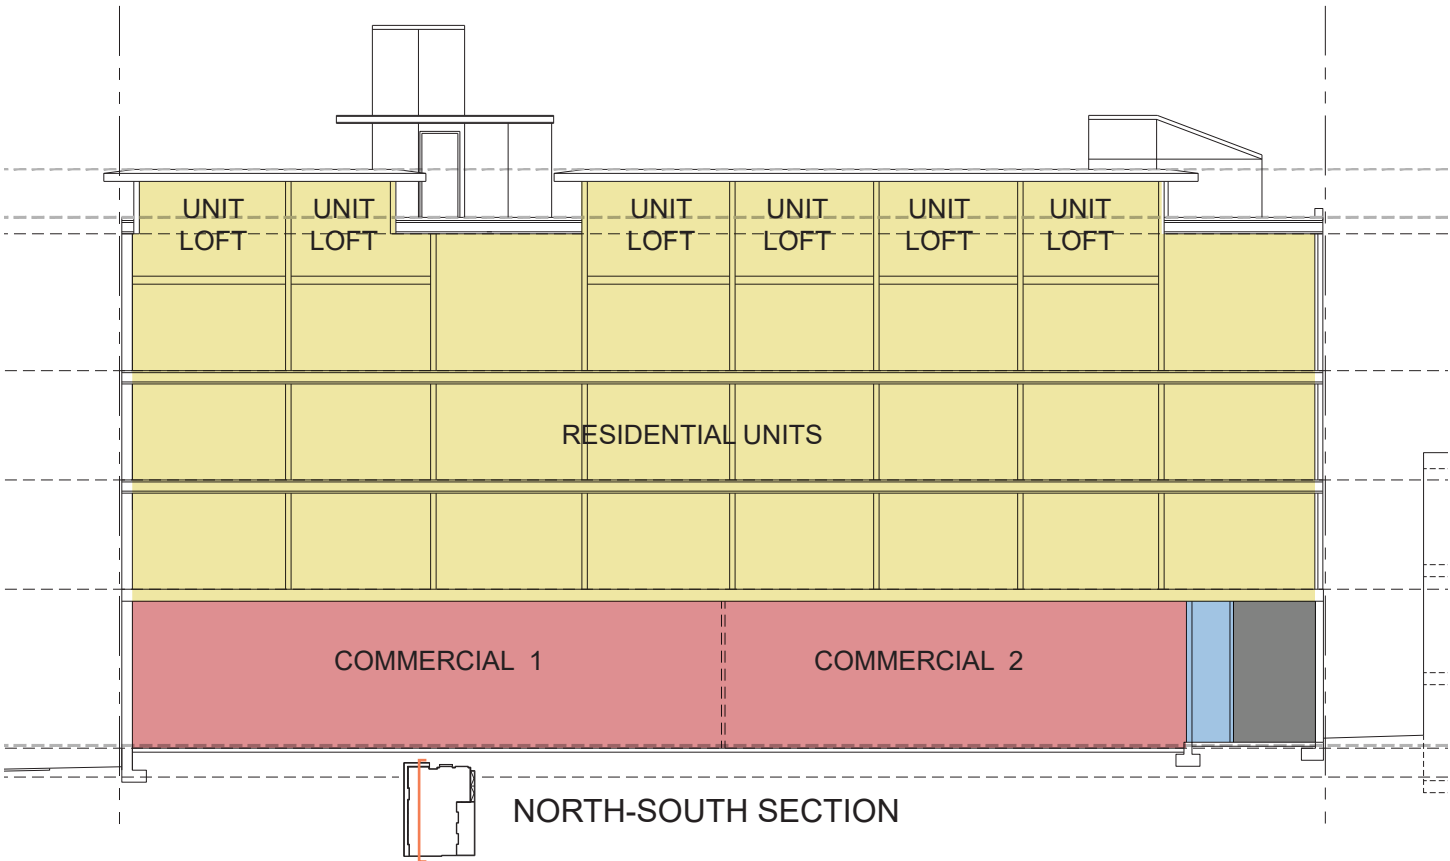 UNIT LOFT
UNIT LOFT
UNIT LOFT
UNIT LOFT
UNIT LOFT
UNIT LOFT
RESIDENTIAL UNITS
COMMERCIAL 1
COMMERCIAL 2
NORTH-SOUTH SECTION